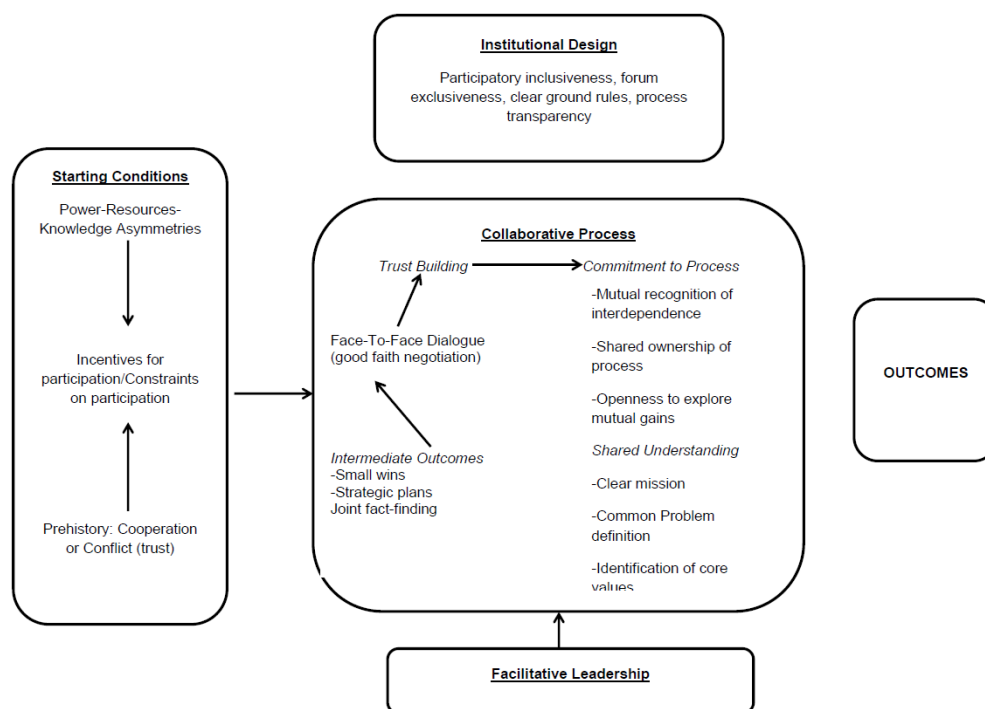 Institutional Design
Participatory inclusiveness, forum
exclusiveness, clear ground rules, process
transparency
Starting Conditions
Power-Resources-
Knowledge Asymmetries
Incentives for
participation/Constraints
on participation
Prehistory: Cooperation
or Conflict (trust)
Collaborative Process
Trust Building
Commitment to Process
-Mutual recognition of
interdependence
-Shared ownership of
process
-Openness to explore
mutual gains
Face-To-Face Dialogue
(good faith negotiation)
Intermediate Outcomes
-Small wins
-Strategic plans
Joint fact-finding
Shared Understanding
-Clear mission
-Common Problem
definition
-Identification of core
values
OUTCOMES
Facilitative Leadership